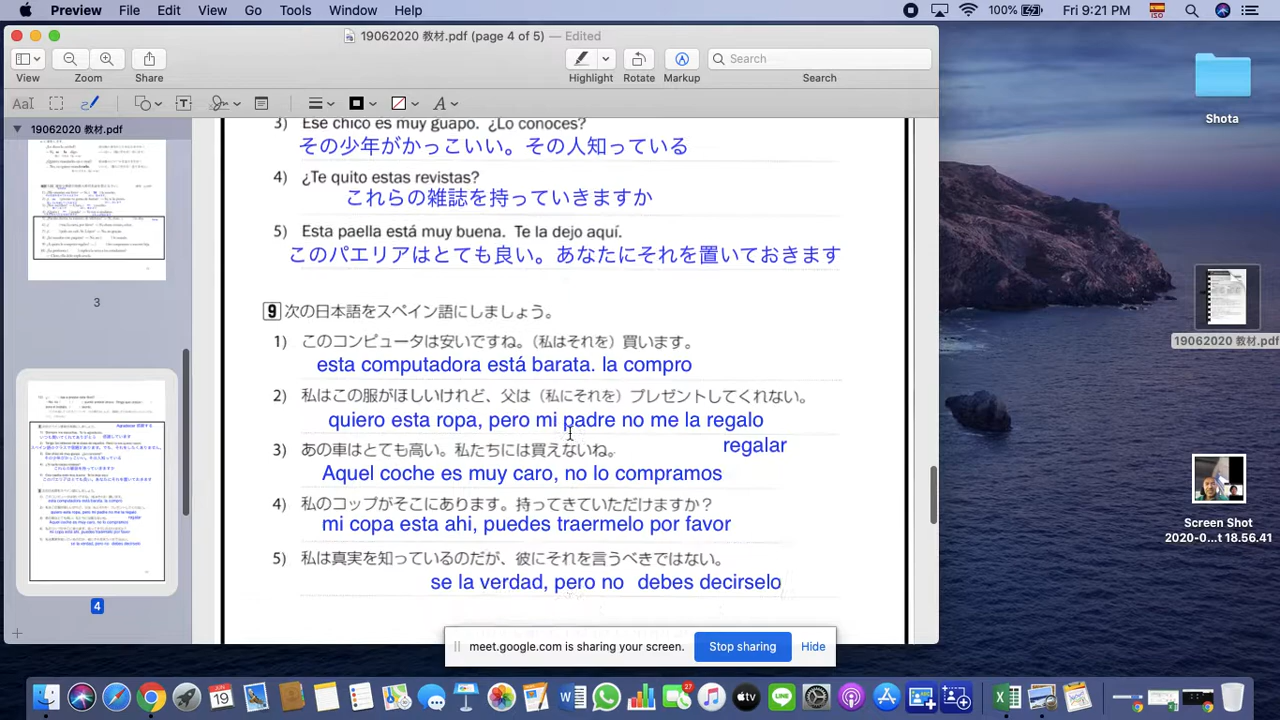 Preview File Edit View Go Tools Window Help 100% Fri 9:21 PM
19062020 教材.pdf (page 4 of 5) — Edited
Search
View Zoom Share Highlight Rotate Markup Search
19062020 教材.pdf
3
4
3) Ese chico es muy guapo. ¿Lo conoces?
その少年がかっこいい。その人知っている
4) ¿Te quito estas revistas?
これらの雑誌を持っていきますか
5) Esta paella está muy buena. Te la dejo aquí.
このパエリアはとても良い。あなたにそれを置いておきます
9 次の日本語をスペイン語にしましょう。
1) このコンピュータは安いですね。(私はそれを)買います。
esta computadora está barata. la compro
2) 私はこの服がほしいけれど、父は(私にそれを)プレゼントしてくれない。
quiero esta ropa, pero mi padre no me la regalo
regalar
3) あの車はとても高い。私たちには買えないね。
Aquel coche es muy caro, no lo compramos
4) 私のコップがそこにありま
ていただけますか?
mi copa esta ahi, puedes traermelo por favor
5) 私は真実を知っているのだが、彼にそれを言うべきではない。
se la verdad, pero no debes decirselo
meet.google.com is sharing your screen. Stop sharing Hide
Shota
19062020 教材.pdf
Screen Shot
2020-0...t 18.56.41
JUN
19
27
tv